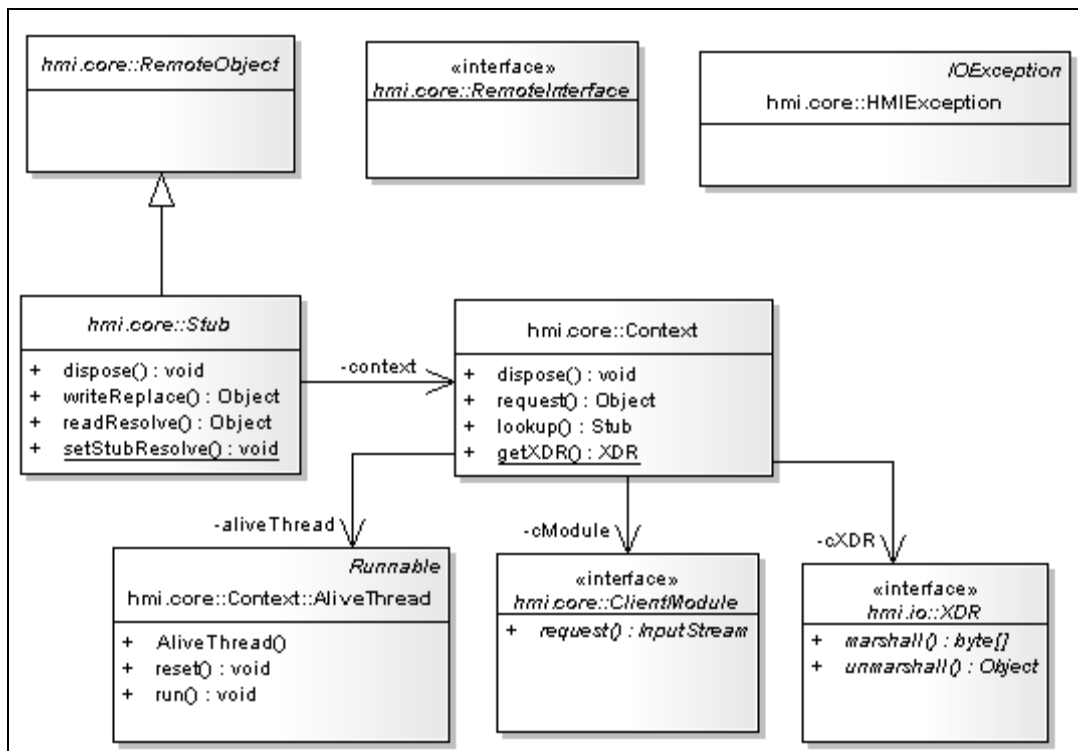 hmi.core::RemoteObject
«interface»
hmi.core::RemoteInterface
IOException
hmi.core::HMIException
hmi.core::Stub
+ dispose() : void
+ writeReplace() : Object
+ readResolve() : Object
+ setStubResolve() : void
-context
hmi.core::Context
+ dispose() : void
+ request() : Object
+ lookup() : Stub
+ getXDR() : XDR
-aliveThread
-cModule
-cXDR
Runnable
hmi.core::Context::AliveThread
+ AliveThread()
+ reset() : void
+ run() : void
«interface»
hmi.core::ClientModule
+ request() : InputStream
«interface»
hmi.io::XDR
+ marshall() : byte[]
+ unmarshall() : Object